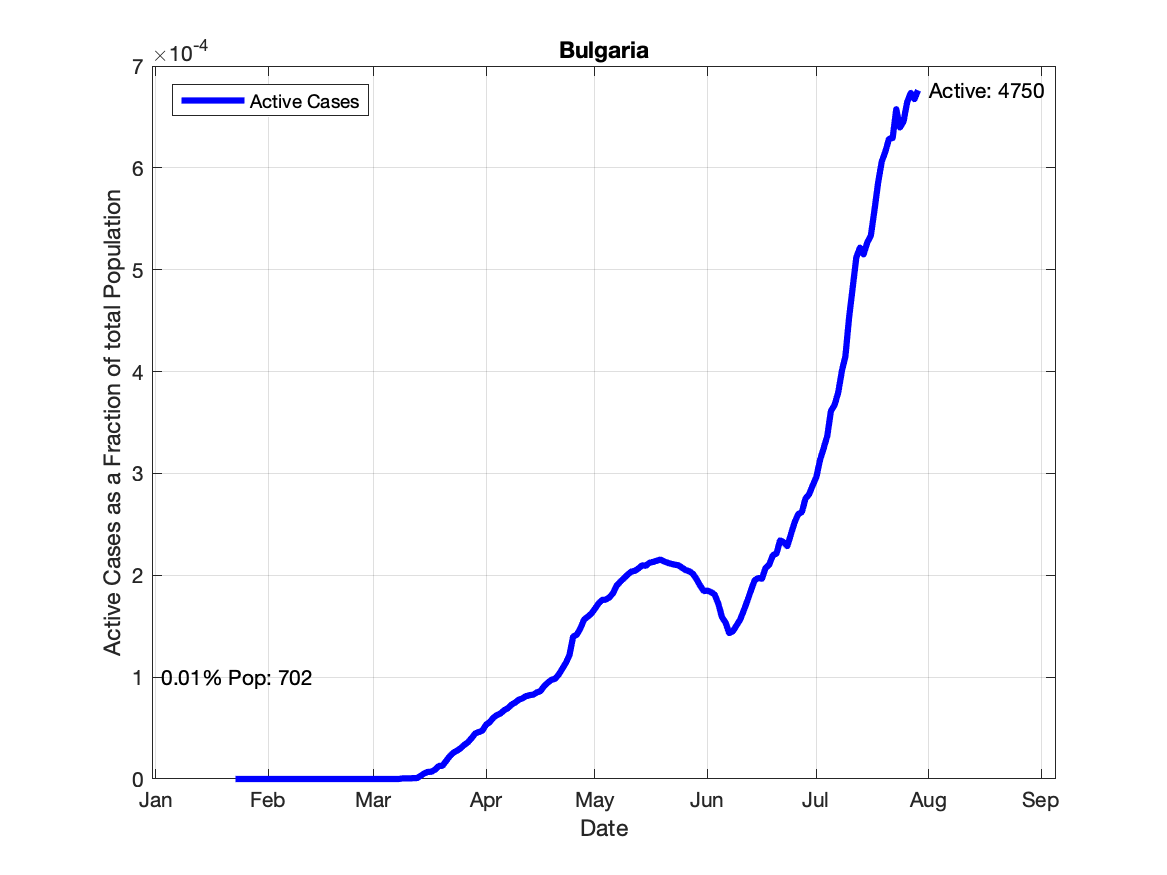 Bulgaria
×10⁻⁴
Active Cases
Active: 4750
7
6
5
4
3
2
1
0
0.01% Pop: 702
Active Cases as a Fraction of total Population
Jan Feb Mar Apr May Jun Jul Aug Sep
Date